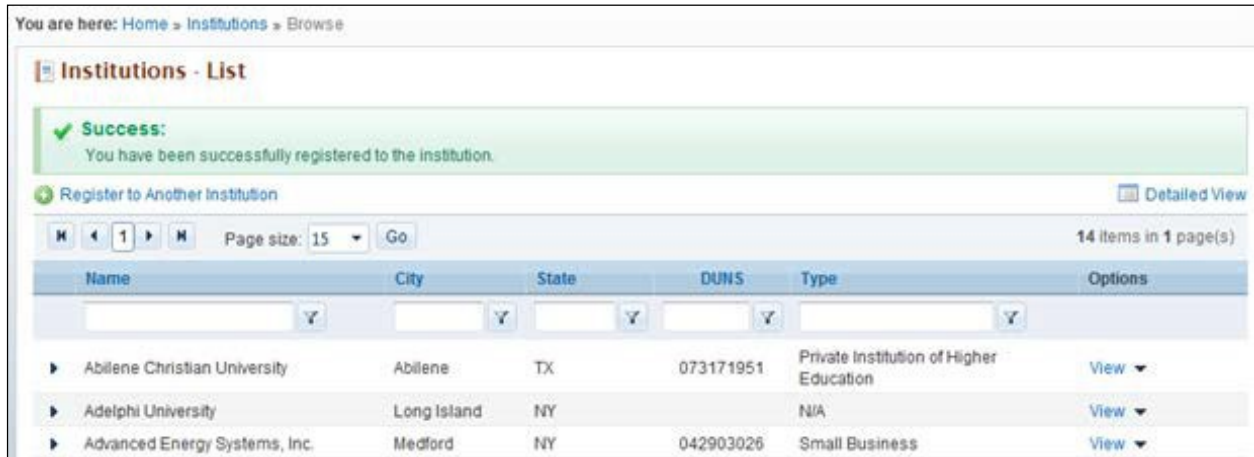 You are here: Home » Institutions » Browse
Institutions - List
Success:
You have been successfully registered to the institution.
Register to Another Institution Detailed View
1 Page size: 15 Go 14 items in 1 page(s)
Name City State DUNS Type Options
Abilene Christian University Abilene TX 073171951 Private Institution of Higher Education View
Adelphi University Long Island NY N/A View
Advanced Energy Systems, Inc. Medford NY 042903026 Small Business View